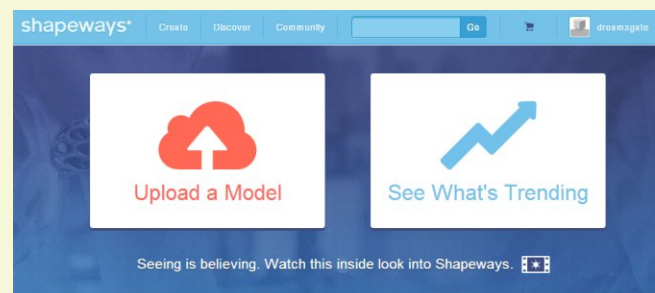 shapeways* Create Discover Community Go
Upload a Model
See What's Trending
Seeing is believing. Watch this inside look into Shapeways.